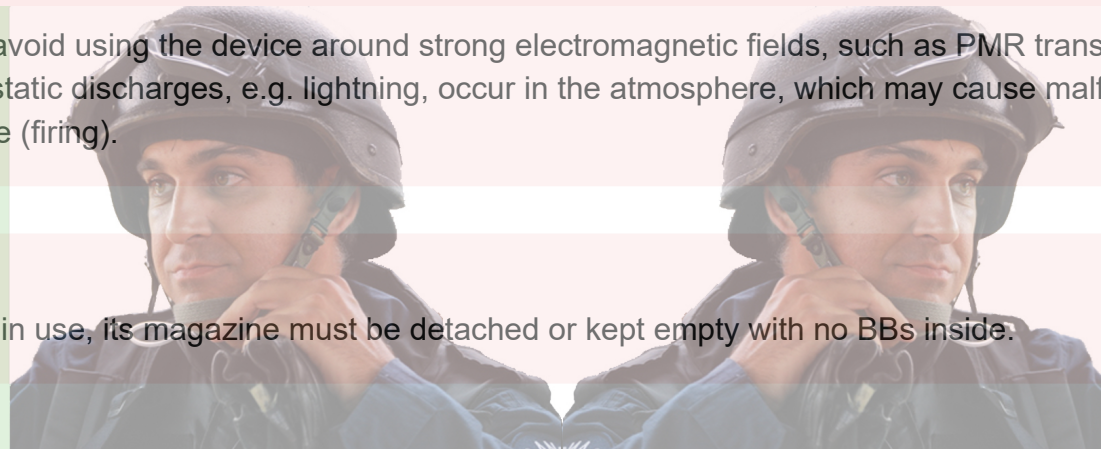 avoid using the device around strong electromagnetic fields, such as PMR trans
static discharges, e.g. lightning, occur in the atmosphere, which may cause malf
e (firing).
in use, its magazine must be detached or kept empty with no BBs inside.